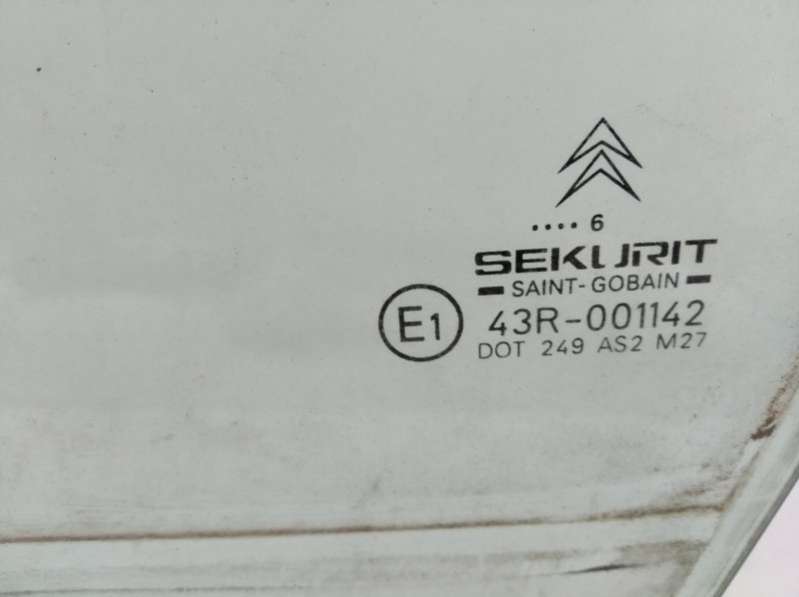 •••• 6
SEKURIT
SAINT-GOBAIN
E1 43R-001142
DOT 249 AS2 M27